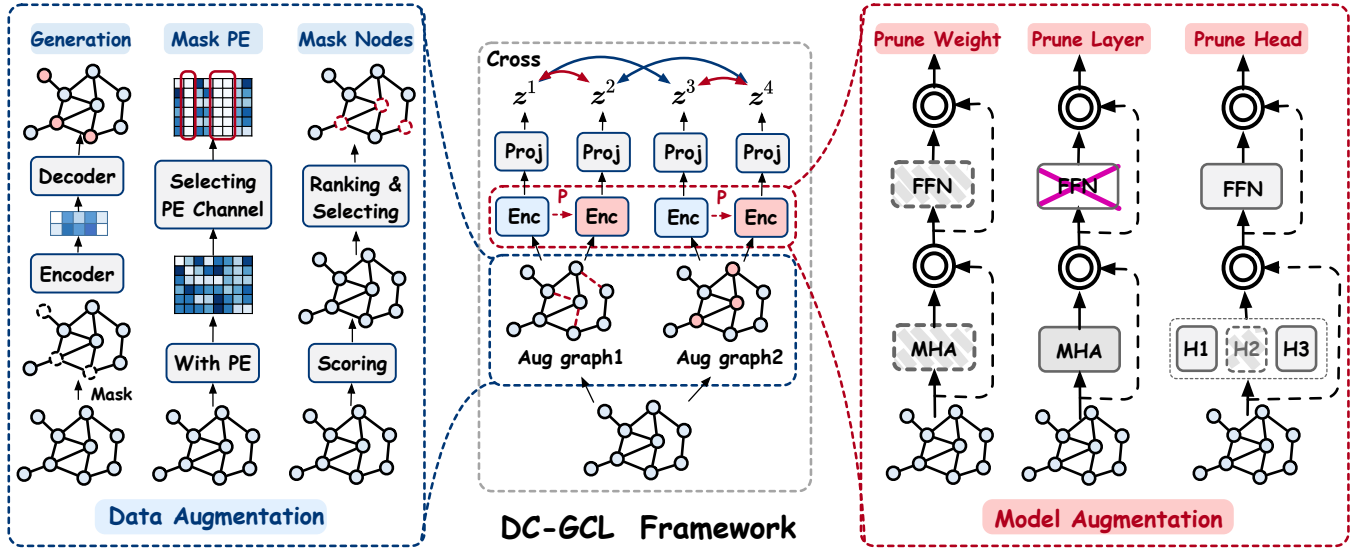 Generation
Mask PE
Mask Nodes
Decoder
Encoder
Mask
Selecting
PE Channel
With PE
Ranking &
Selecting
Scoring
Data Augmentation
Cross
z1 z2 z3 z4
Proj Proj Proj Proj
Enc P Enc Enc P Enc
Aug graph1 Aug graph2
DC-GCL Framework
Prune Weight
Prune Layer
Prune Head
FFN FFN FFN
MHA MHA H1 H2 H3
Model Augmentation